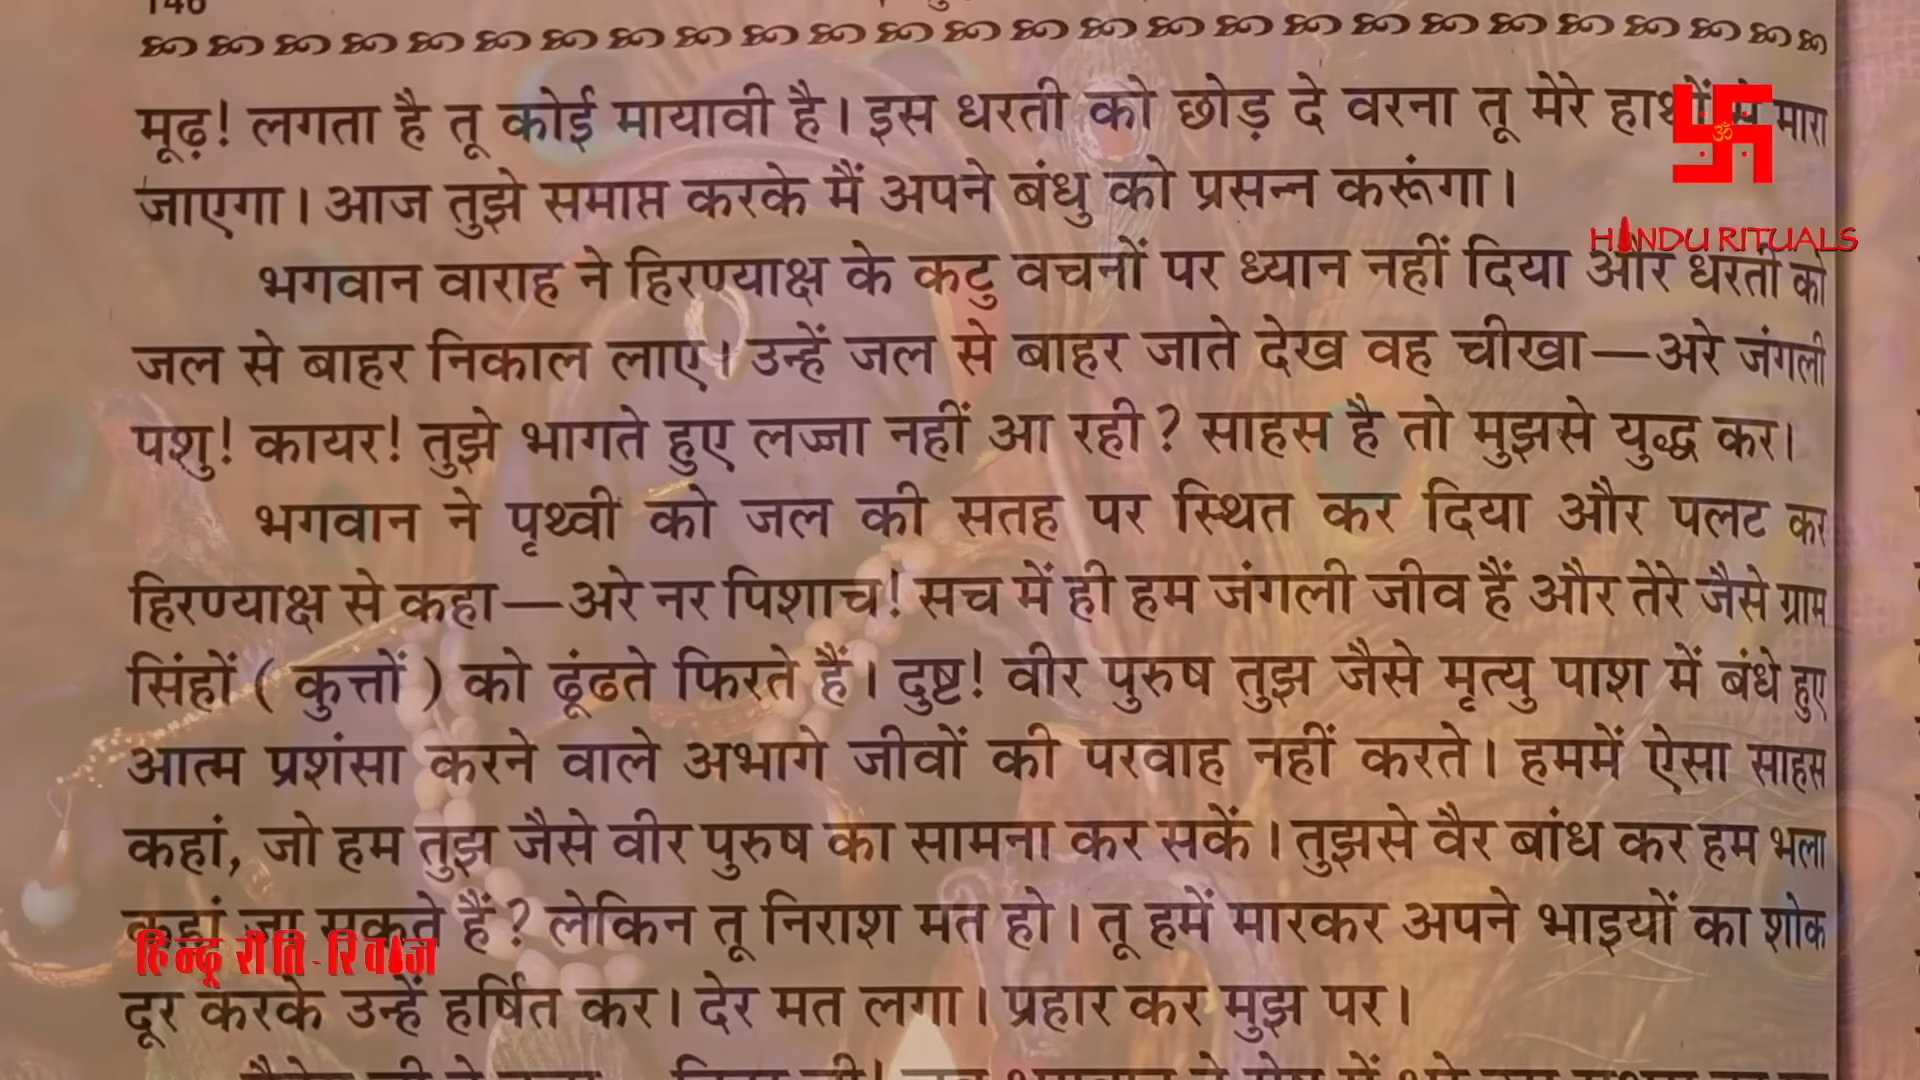 146
मूढ़! लगता है तू कोई मायावी है। इस धरती को छोड़ दे वरना तू मेरे हाथों से मारा
जाएगा। आज तुझे समाप्त करके मैं अपने बंधु को प्रसन्न करूंगा।
HINDU RITUALS
भगवान वाराह ने हिरण्याक्ष के कटु वचनों पर ध्यान नहीं दिया और धरती को
जल से बाहर निकाल लाए। उन्हें जल से बाहर जाते देख वह चीखा—अरे जंगली
पशु! कायर! तुझे भागते हुए लज्जा नहीं आ रही? साहस है तो मुझसे युद्ध कर।
भगवान ने पृथ्वी को जल की सतह पर स्थित कर दिया और पलट कर
हिरण्याक्ष से कहा—अरे नर पिशाच! सच में ही हम जंगली जीव हैं और तेरे जैसे ग्राम
सिंहों ( कुत्तों ) को ढूंढते फिरते हैं। दुष्ट! वीर पुरुष तुझ जैसे मृत्यु पाश में बंधे हुए
आत्म प्रशंसा करने वाले अभागे जीवों की परवाह नहीं करते। हममें ऐसा साहस
कहां, जो हम तुझ जैसे वीर पुरुष का सामना कर सकें। तुझसे वैर बांध कर हम भला
कहां जा सकते हैं? लेकिन तू निराश मत हो। तू हमें मारकर अपने भाइयों का शोक
हिन्दू रीति-रिवाज
दूर करके उन्हें हर्षित कर। देर मत लगा। प्रहार कर मुझ पर।